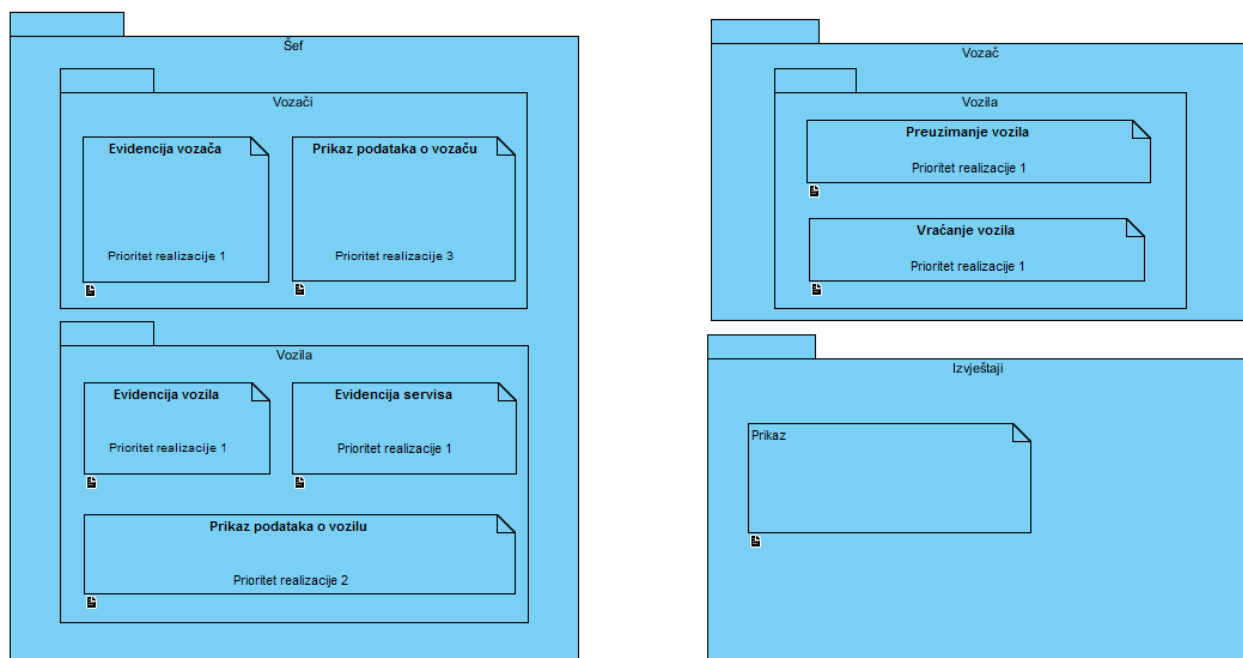 Šef
Vozači
Evidencija vozača
Prioritet realizacije 1
Prikaz podataka o vozaču
Prioritet realizacije 3
Vozila
Evidencija vozila
Prioritet realizacije 1
Evidencija servisa
Prioritet realizacije 1
Prikaz podataka o vozilu
Prioritet realizacije 2
Vozač
Vozila
Preuzimanje vozila
Prioritet realizacije 1
Vraćanje vozila
Prioritet realizacije 1
Izvještaji
Prikaz